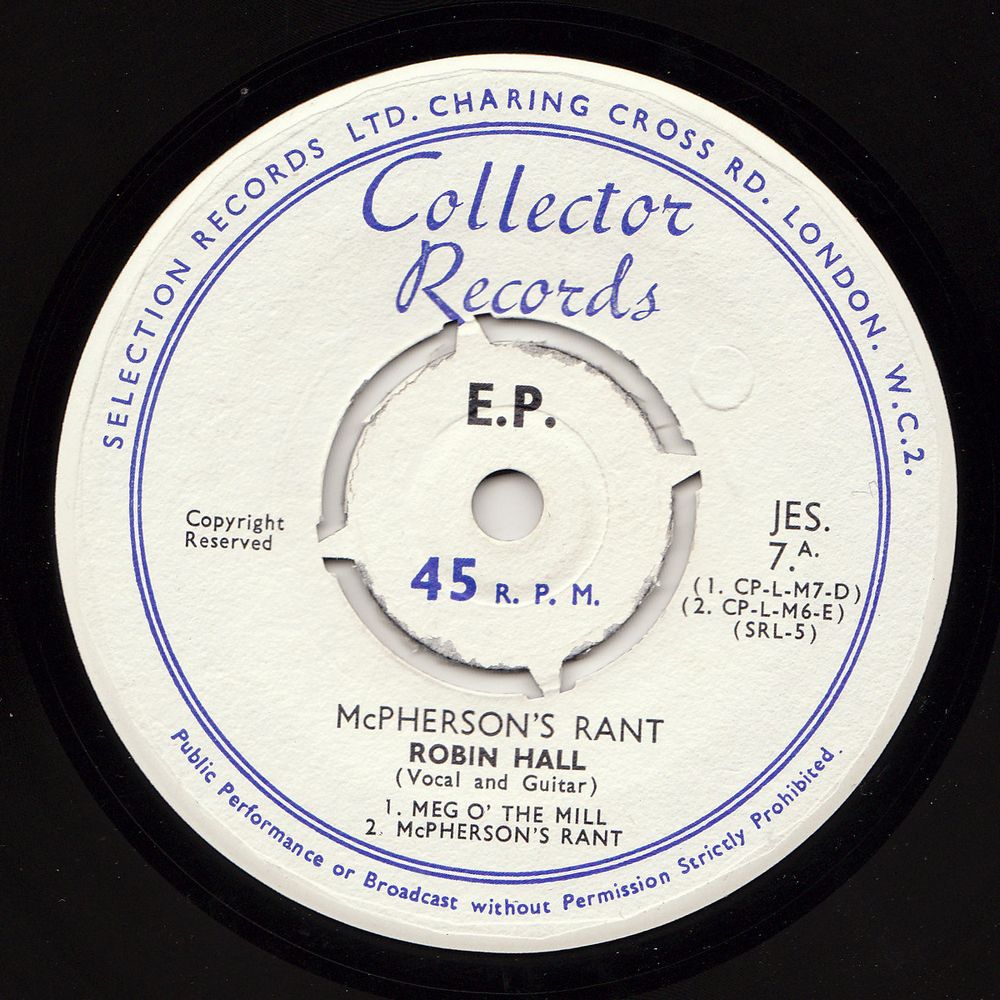 SELECTION RECORDS LTD. CHARING CROSS RD. LONDON. W.C.2.
Collector
Records
E.P.
Copyright
Reserved
JES.
7.A.
(1. CP-L-M7-D)
(2. CP-L-M6-E)
(SRL-5)
45 R. P. M.
McPHERSON'S RANT
ROBIN HALL
(Vocal and Guitar)
1. MEG O' THE MILL
2. McPHERSON'S RANT
Public Performance or Broadcast without Permission Strictly Prohibited.